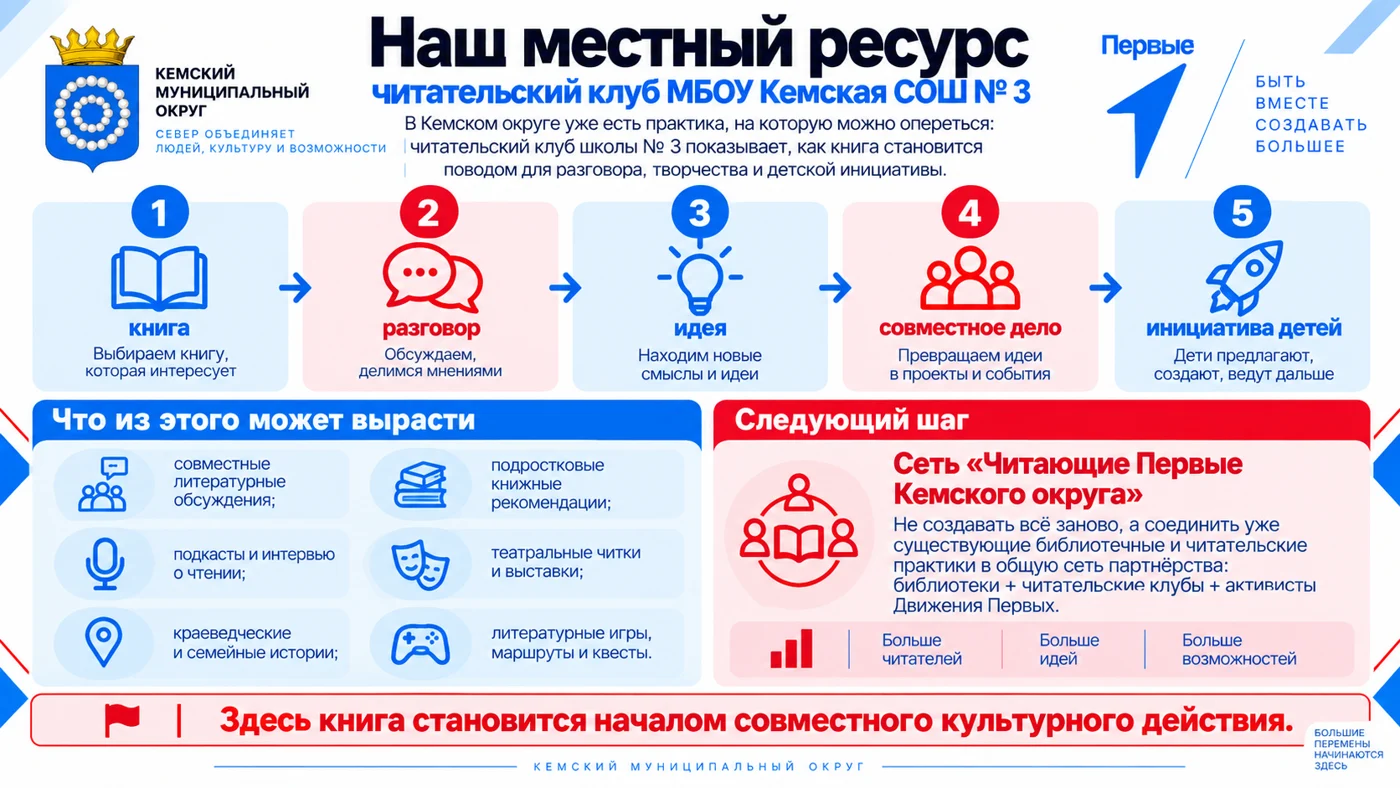 КЕМСКИЙ
МУНИЦИПАЛЬНЫЙ
ОКРУГ
СЕВЕР ОБЪЕДИНЯЕТ
ЛЮДЕЙ, КУЛЬТУРУ И ВОЗМОЖНОСТИ
Наш местный ресурс
читательский клуб МБОУ Кемская СОШ № 3
В Кемском округе уже есть практика, на которую можно опереться:
читательский клуб школы № 3 показывает, как книга становится
поводом для разговора, творчества и детской инициативы.
Первые
БЫТЬ
ВМЕСТЕ
СОЗДАВАТЬ
БОЛЬШЕЕ
1
книга
Выбираем книгу,
которая интересует
2
разговор
Обсуждаем,
делимся мнениями
3
идея
Находим новые
смыслы и идеи
4
совместное дело
Превращаем идеи
в проекты и события
5
инициатива детей
Дети предлагают,
создают, ведут дальше
Что из этого может вырасти
совместные
литературные
обсуждения;
подростковые
книжные
рекомендации;
подкасты и интервью
о чтении;
театральные читки
и выставки;
краеведческие
и семейные истории;
литературные игры,
маршруты и квесты.
Следующий шаг
Сеть «Читающие Первые
Кемского округа»
Не создавать всё заново, а соединить уже
существующие библиотечные и читательские
практики в общую сеть партнёрства:
библиотеки + читательские клубы + активисты
Движения Первых.
Больше
читателей
Больше
идей
Больше
возможностей
Здесь книга становится началом совместного культурного действия.
БОЛЬШИЕ
ПЕРЕМЕНЫ
НАЧИНАЮТСЯ
ЗДЕСЬ
КЕМСКИЙ МУНИЦИПАЛЬНЫЙ ОКРУГ